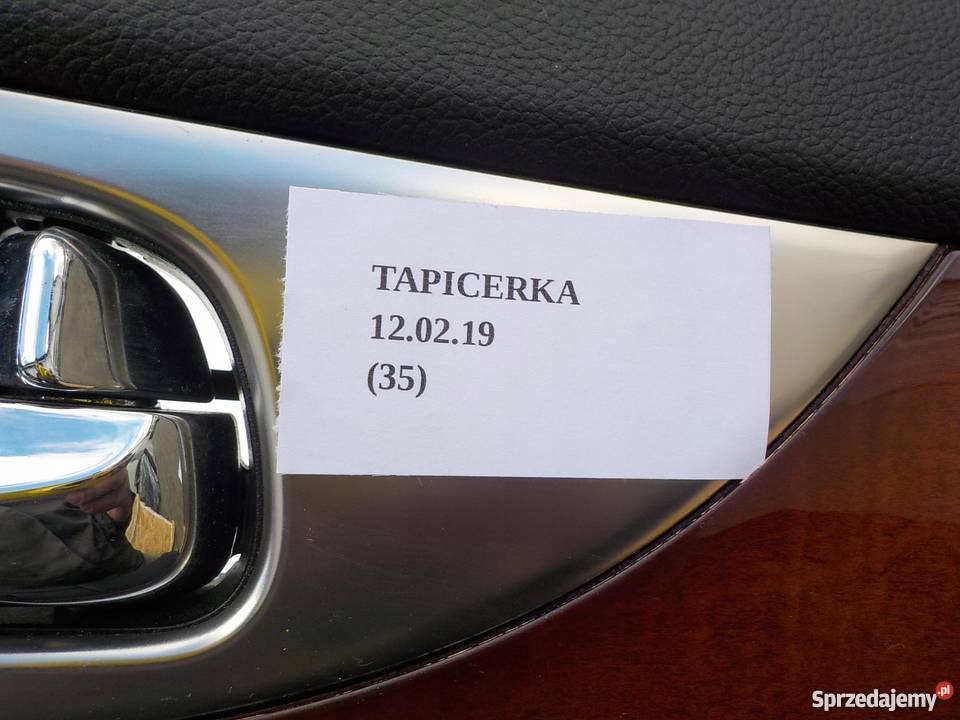 TAPICERKA
12.02.19
(35)
Sprzedajemy.pl